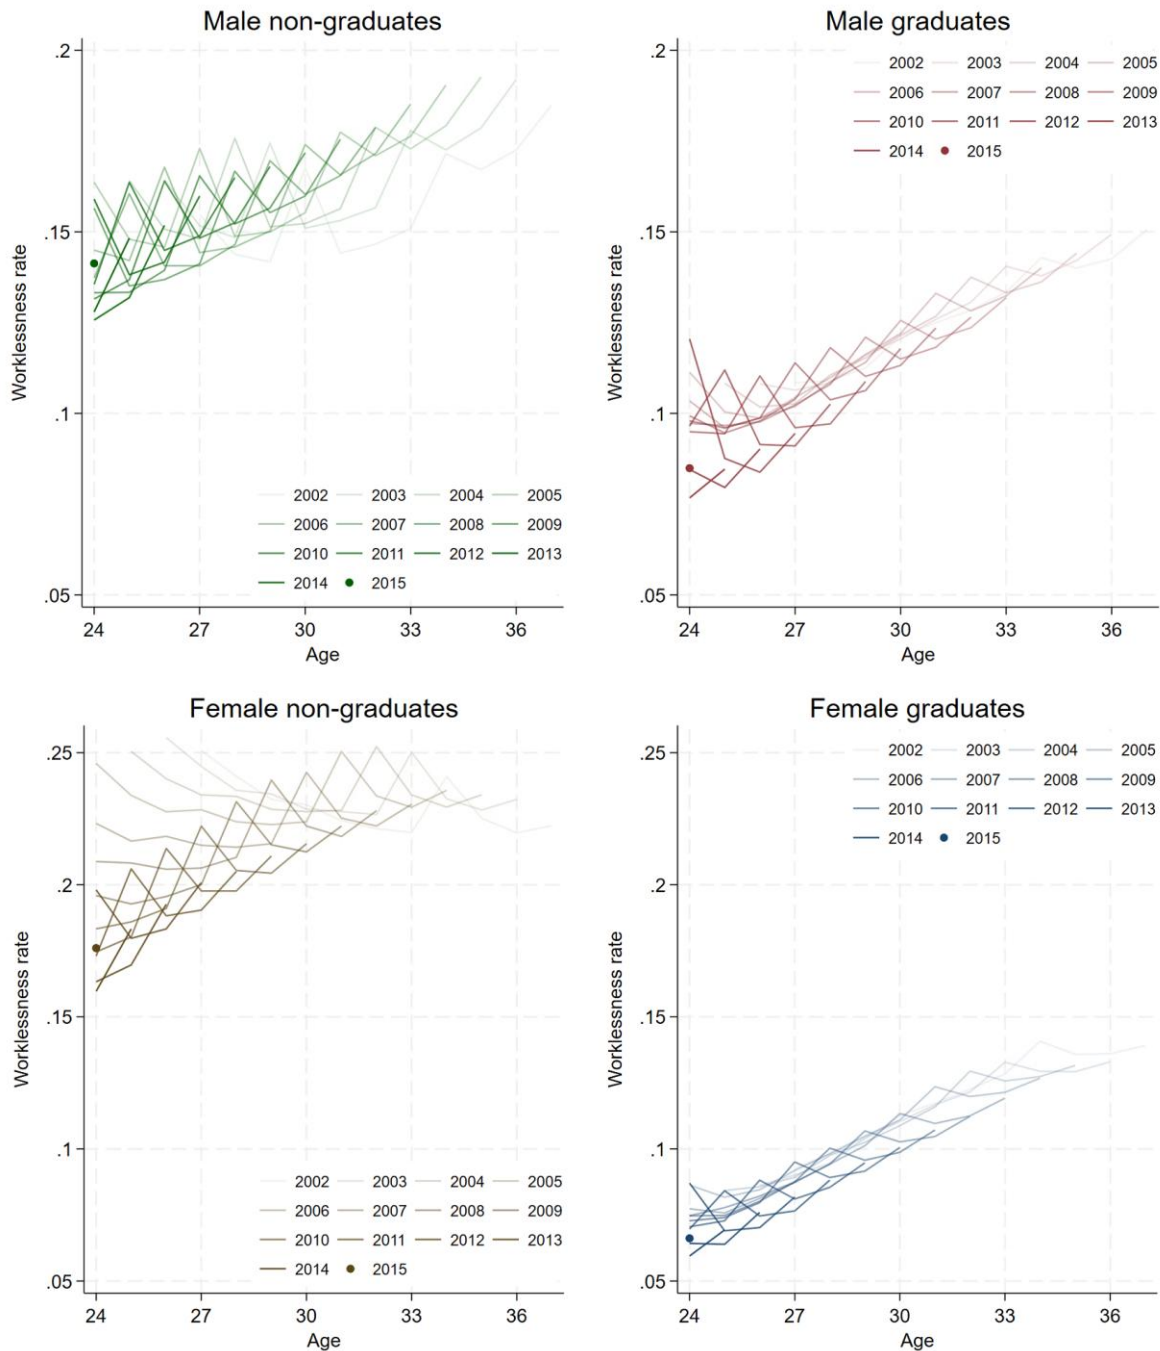 Male non-graduates
.2
.15
.1
.05
Worklessness rate
2002 2003 2004 2005
2006 2007 2008 2009
2010 2011 2012 2013
2014 2015
24 27 30 33 36
Age
Male graduates
.2
.15
.1
.05
Worklessness rate
2002 2003 2004 2005
2006 2007 2008 2009
2010 2011 2012 2013
2014 2015
24 27 30 33 36
Age
Female non-graduates
.25
.2
.15
.1
.05
Worklessness rate
2002 2003 2004 2005
2006 2007 2008 2009
2010 2011 2012 2013
2014 2015
24 27 30 33 36
Age
Female graduates
.25
.2
.15
.1
.05
Worklessness rate
2002 2003 2004 2005
2006 2007 2008 2009
2010 2011 2012 2013
2014 2015
24 27 30 33 36
Age